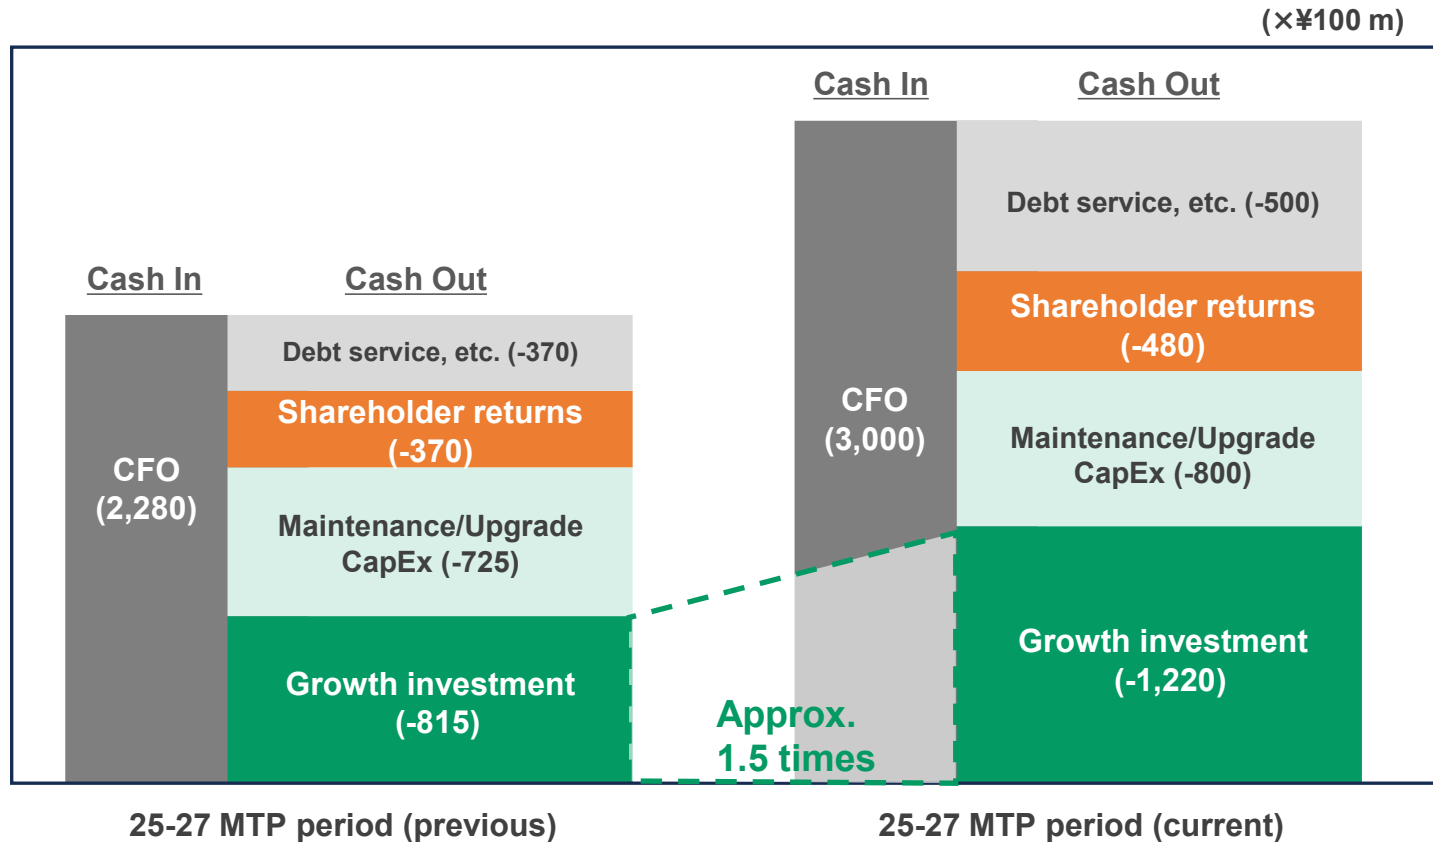 (×¥100 m)
Cash In
Cash Out
CFO
(2,280)
Debt service, etc. (-370)
Shareholder returns
(-370)
Maintenance/Upgrade
CapEx (-725)
Growth investment
(-815)
25-27 MTP period (previous)
Approx.
1.5 times
Cash In
Cash Out
CFO
(3,000)
Debt service, etc. (-500)
Shareholder returns
(-480)
Maintenance/Upgrade
CapEx (-800)
Growth investment
(-1,220)
25-27 MTP period (current)